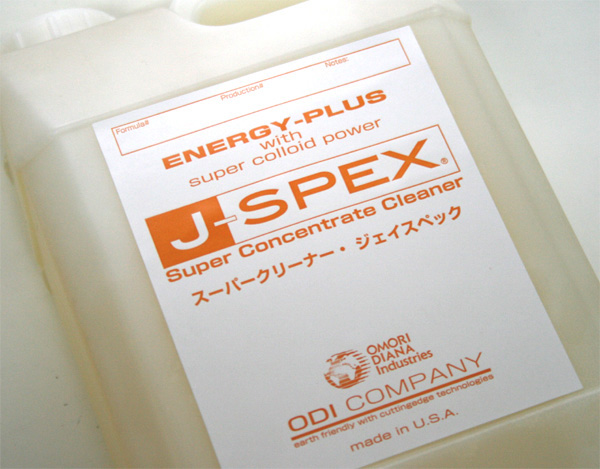 Formula# Production# Notes:
ENERGY-PLUS
with
super colloid power
J-SPEX®
Super Concentrate Cleaner
スーパークリーナー・ジェイスペック
OMORI
DIANA
Industries
ODI COMPANY
earth friendly with cuttingedge technologies
made in U.S.A.